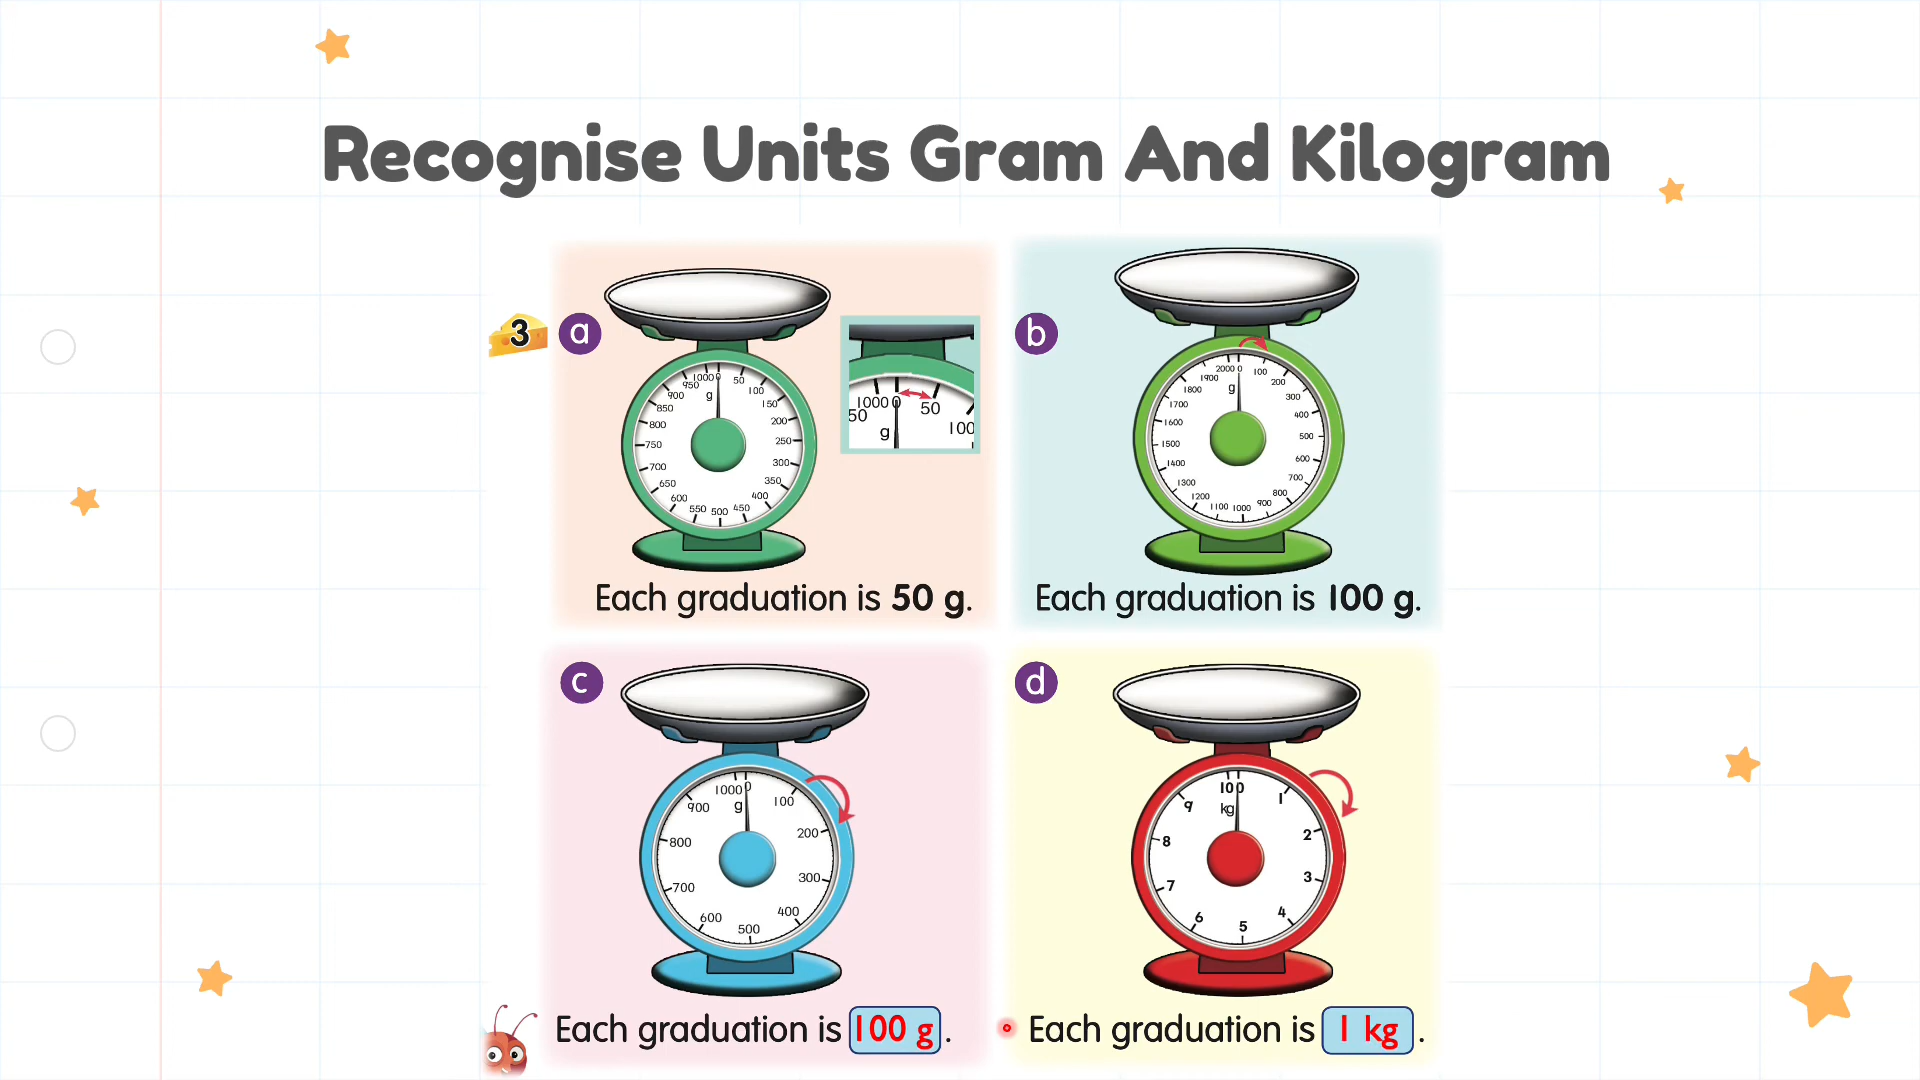 Recognise Units Gram And Kilogram
3
a
1000 0 50 100 150 200 250 300 350 400 450 500 550 600 650 700 750 800 850 900 950
g
1000 0 50 100
50
g
Each graduation is 50 g.
b
2000 0 100 200 300 400 500 600 700 800 900 1000 1100 1200 1300 1400 1500 1600 1700 1800 1900
g
Each graduation is 100 g.
c
1000 0 100 200 300 400 500 600 700 800 900
g
Each graduation is 100 g.
d
10 0 1 2 3 4 5 6 7 8 9
kg
Each graduation is 1 kg.